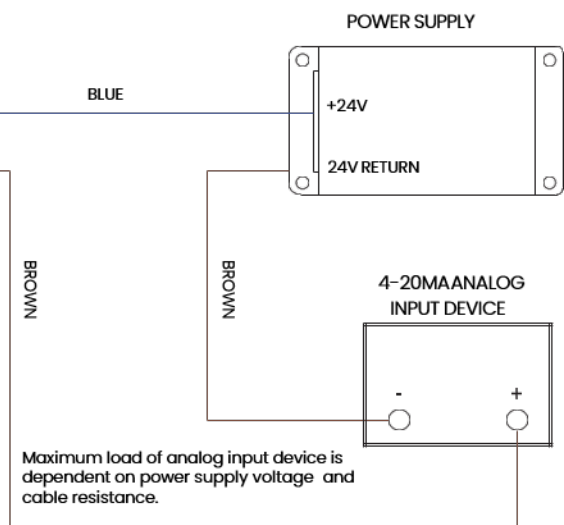 POWER SUPPLY
BLUE
+24V
24V RETURN
BROWN
BROWN
4-20MAANALOG
INPUT DEVICE
- +
Maximum load of analog input device is
dependent on power supply voltage and
cable resistance.